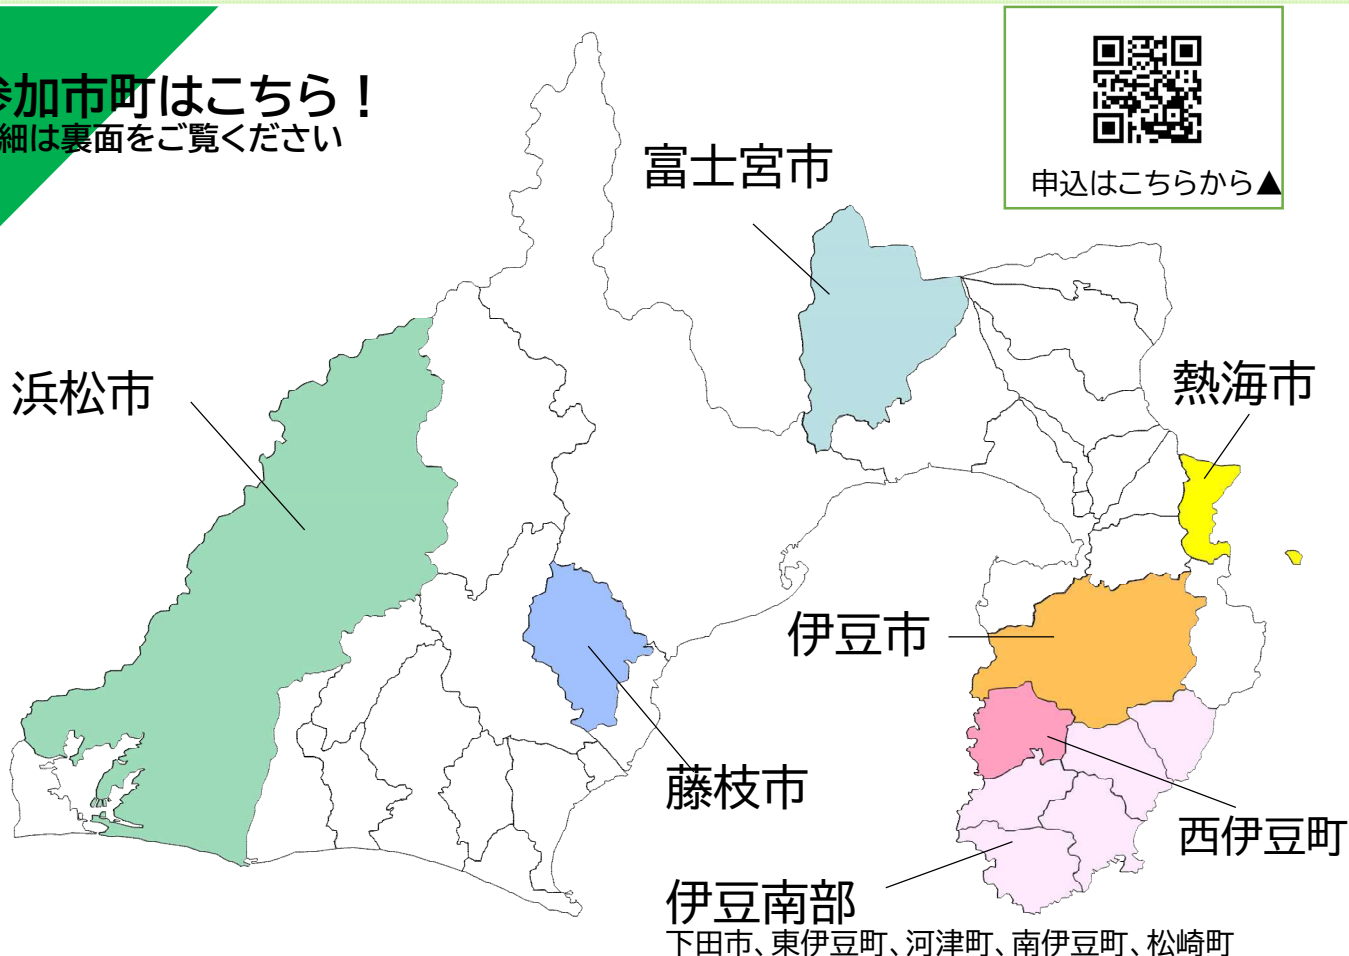 参加市町はこちら！
細は裏面をご覧ください
申込はこちらから▲
富士宮市
浜松市
熱海市
伊豆市
藤枝市
西伊豆町
伊豆南部
下田市、東伊豆町、河津町、南伊豆町、松崎町